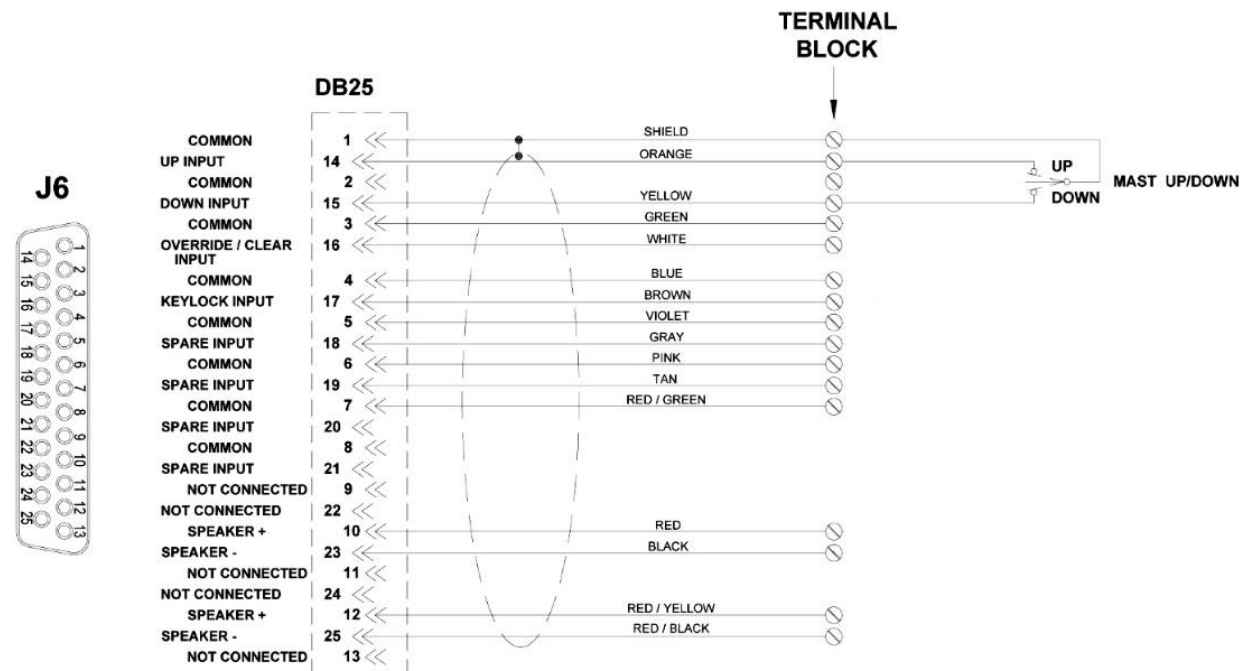 TERMINAL
BLOCK
DB25
J6
COMMON 1 SHIELD
UP INPUT 14 ORANGE
COMMON 2
DOWN INPUT 15 YELLOW
COMMON 3 GREEN
OVERRIDE / CLEAR 16 WHITE
INPUT
COMMON 4 BLUE
KEYLOCK INPUT 17 BROWN
COMMON 5 VIOLET
SPARE INPUT 18 GRAY
COMMON 6 PINK
SPARE INPUT 19 TAN
COMMON 7 RED / GREEN
SPARE INPUT 20
COMMON 8
SPARE INPUT 21
NOT CONNECTED 9
NOT CONNECTED 22
SPEAKER + 10 RED
SPEAKER - 23 BLACK
NOT CONNECTED 11
NOT CONNECTED 24
SPEAKER + 12 RED / YELLOW
SPEAKER - 25 RED / BLACK
NOT CONNECTED 13
UP
MAST UP/DOWN
DOWN
1
2
3
4
5
6
7
8
9
10
11
12
13
14
15
16
17
18
19
20
21
22
23
24
25